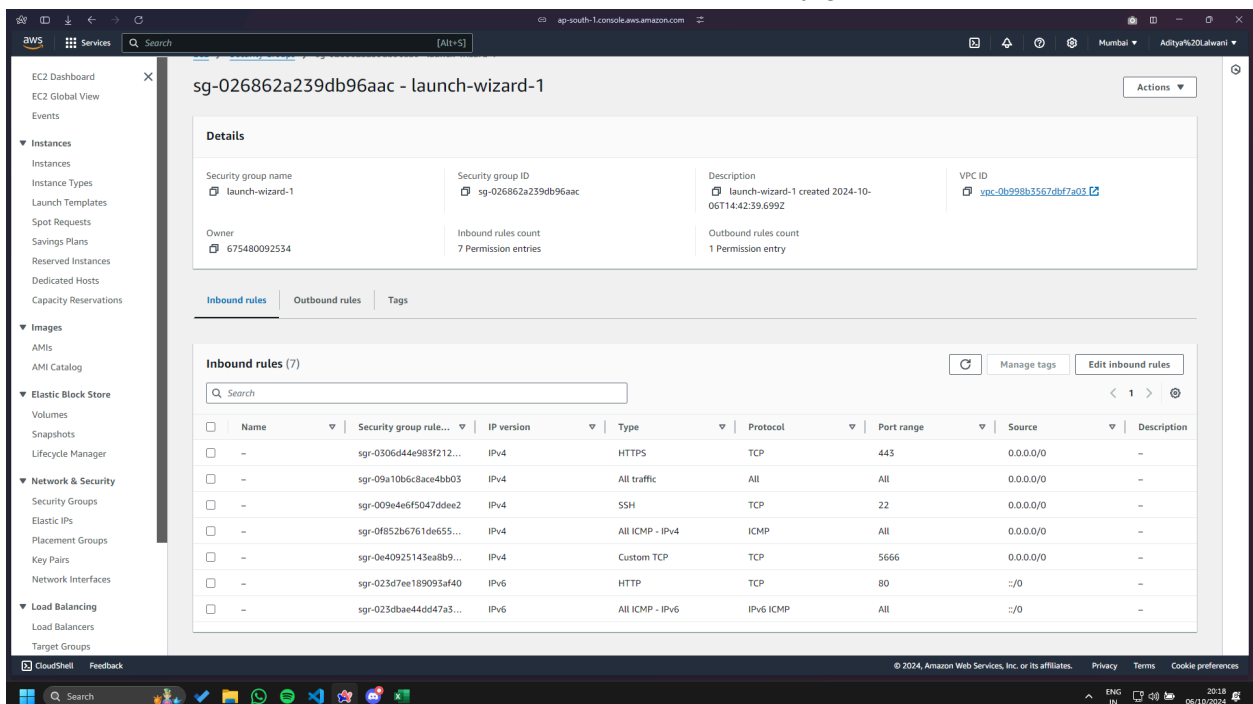 ap-south-1.console.aws.amazon.com
aws Services Search [Alt+S] Mumbai Aditya%20Lalwani
EC2 Dashboard
EC2 Global View
Events
Instances
Instances
Instance Types
Launch Templates
Spot Requests
Savings Plans
Reserved Instances
Dedicated Hosts
Capacity Reservations
Images
AMIs
AMI Catalog
Elastic Block Store
Volumes
Snapshots
Lifecycle Manager
Network & Security
Security Groups
Elastic IPs
Placement Groups
Key Pairs
Network Interfaces
Load Balancing
Load Balancers
Target Groups
sg-026862a239db96aac - launch-wizard-1
Actions
Details
Security group name
launch-wizard-1
Security group ID
sg-026862a239db96aac
Description
launch-wizard-1 created 2024-10-
06T14:42:39.699Z
VPC ID
vpc-0b998b3567dbf7a03
Owner
675480092534
Inbound rules count
7 Permission entries
Outbound rules count
1 Permission entry
Inbound rules Outbound rules Tags
Inbound rules (7)
Manage tags Edit inbound rules
Search
1
Name Security group rule... IP version Type Protocol Port range Source Description
– sgr-0306d44e983f212... IPv4 HTTPS TCP 443 0.0.0.0/0 –
– sgr-09a10b6c8ace4bb03 IPv4 All traffic All All 0.0.0.0/0 –
– sgr-009e4e6f5047ddee2 IPv4 SSH TCP 22 0.0.0.0/0 –
– sgr-0f852b6761de655... IPv4 All ICMP - IPv4 ICMP All 0.0.0.0/0 –
– sgr-0e40925143ea8b9... IPv4 Custom TCP TCP 5666 0.0.0.0/0 –
– sgr-023d7ee189093af40 IPv6 HTTP TCP 80 ::/0 –
– sgr-023dbae44dd47a3... IPv6 All ICMP - IPv6 IPv6 ICMP All ::/0 –
CloudShell Feedback © 2024, Amazon Web Services, Inc. or its affiliates. Privacy Terms Cookie preferences
Search
ENG
IN
20:18
06/10/2024